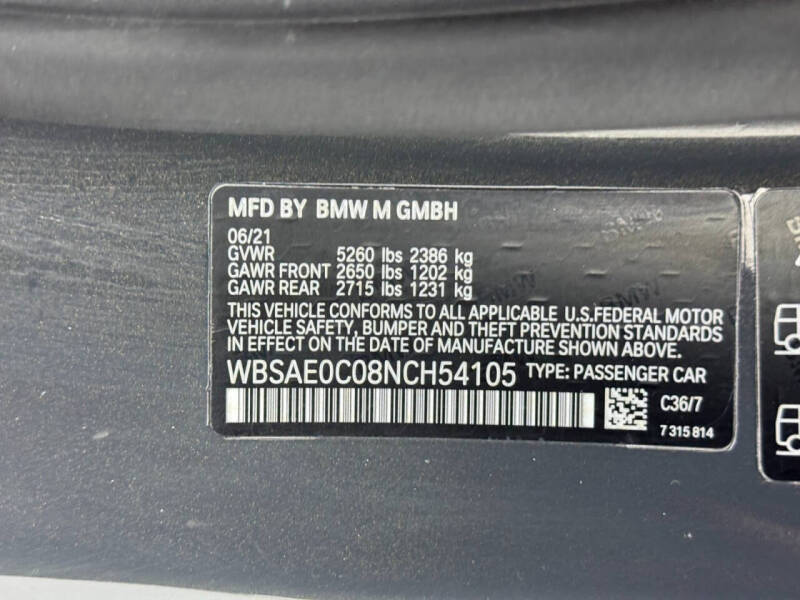 MFD BY BMW M GMBH
06/21
GVWR 5260 lbs 2386 kg
GAWR FRONT 2650 lbs 1202 kg
GAWR REAR 2715 lbs 1231 kg
THIS VEHICLE CONFORMS TO ALL APPLICABLE U.S.FEDERAL MOTOR
VEHICLE SAFETY, BUMPER AND THEFT PREVENTION STANDARDS
IN EFFECT ON THE DATE OF MANUFACTURE SHOWN ABOVE.
WBSAE0C08NCH54105 TYPE: PASSENGER CAR
C36/7
7 315 814